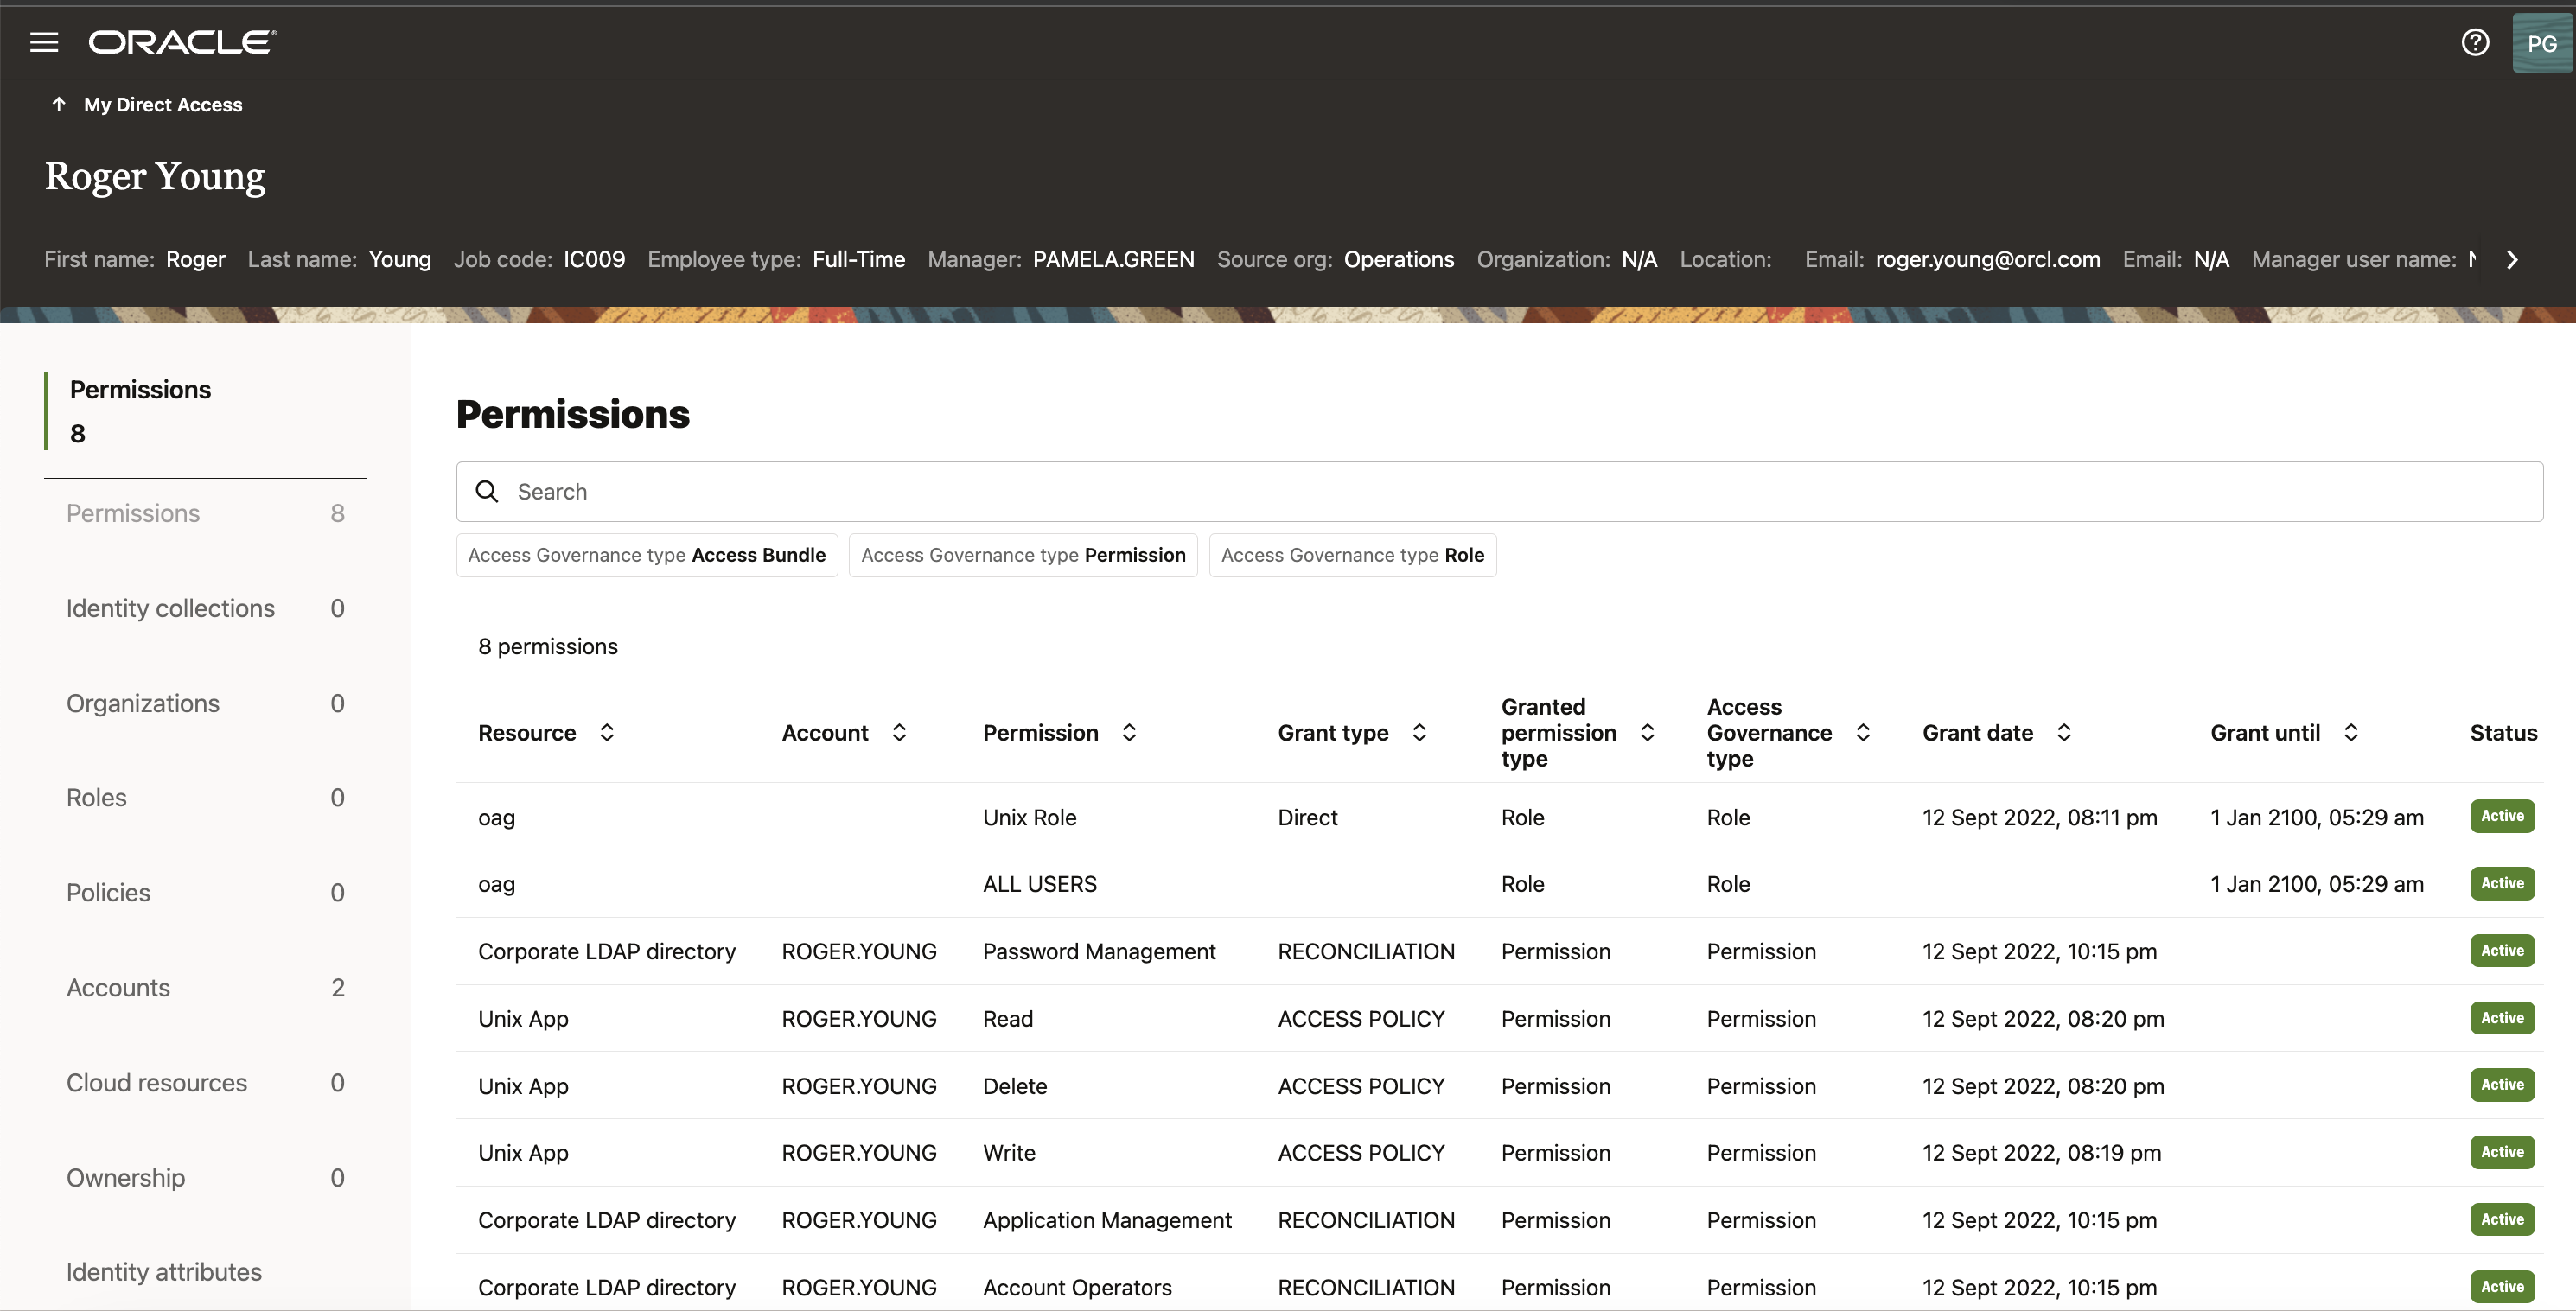 ORACLE
PG
My Direct Access
Roger Young
First name: Roger Last name: Young Job code: IC009 Employee type: Full-Time Manager: PAMELA.GREEN Source org: Operations Organization: N/A Location: Email: roger.young@orcl.com Email: N/A Manager user name:
Permissions
8
Permissions 8
Identity collections 0
Organizations 0
Roles 0
Policies 0
Accounts 2
Cloud resources 0
Ownership 0
Identity attributes
Permissions
Search
Access Governance type Access Bundle Access Governance type Permission Access Governance type Role
8 permissions
Resource Account Permission Grant type Granted permission type Access Governance type Grant date Grant until Status
oag Unix Role Direct Role Role 12 Sept 2022, 08:11 pm 1 Jan 2100, 05:29 am Active
oag ALL USERS Role Role 1 Jan 2100, 05:29 am Active
Corporate LDAP directory ROGER.YOUNG Password Management RECONCILIATION Permission Permission 12 Sept 2022, 10:15 pm Active
Unix App ROGER.YOUNG Read ACCESS POLICY Permission Permission 12 Sept 2022, 08:20 pm Active
Unix App ROGER.YOUNG Delete ACCESS POLICY Permission Permission 12 Sept 2022, 08:20 pm Active
Unix App ROGER.YOUNG Write ACCESS POLICY Permission Permission 12 Sept 2022, 08:19 pm Active
Corporate LDAP directory ROGER.YOUNG Application Management RECONCILIATION Permission Permission 12 Sept 2022, 10:15 pm Active
Corporate LDAP directory ROGER.YOUNG Account Operators RECONCILIATION Permission Permission 12 Sept 2022, 10:15 pm Active